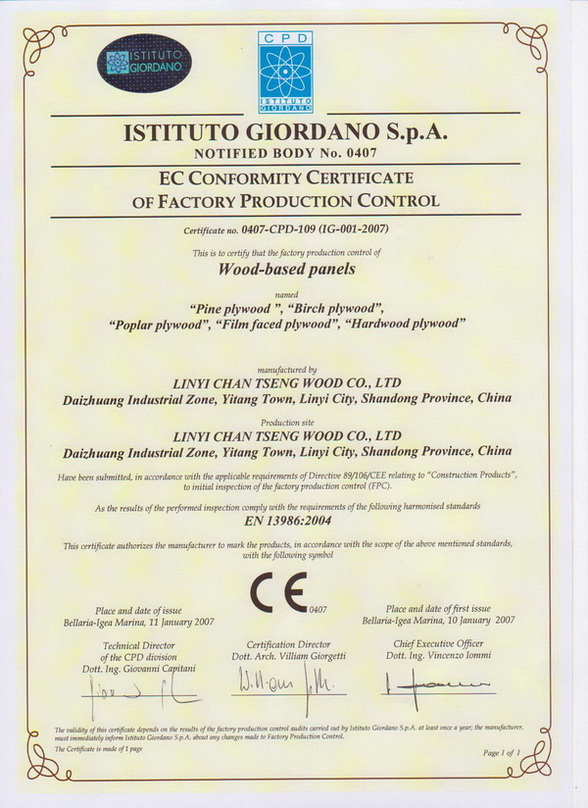 ISTITUTO
GIORDANO
CPD
ISTITUTO
GIORDANO
ISTITUTO GIORDANO S.p.A.
NOTIFIED BODY No. 0407
EC CONFORMITY CERTIFICATE
OF FACTORY PRODUCTION CONTROL
Certificate no. 0407-CPD-109 (IG-001-2007)
This is to certify that the factory production control of
Wood-based panels
named
“Pine plywood ”, “Birch plywood”,
“Poplar plywood”, “Film faced plywood”, “Hardwood plywood”
manufactured by
LINYI CHAN TSENG WOOD CO., LTD
Daizhuang Industrial Zone, Yitang Town, Linyi City, Shandong Province, China
Production site
LINYI CHAN TSENG WOOD CO., LTD
Daizhuang Industrial Zone, Yitang Town, Linyi City, Shandong Province, China
Have been submitted, in accordance with the applicable requirements of Directive 89/106/CEE relating to “Construction Products”,
to initial inspection of the factory production control (FPC).
As the results of the performed inspection comply with the requirements of the following harmonised standards
EN 13986:2004
This certificate authorizes the manufacturer to mark the products, in accordance with the scope of the above mentioned standards,
with the following symbol
CE 0407
Place and date of issue
Bellaria-Igea Marina, 11 January 2007
Place and date of first issue
Bellaria-Igea Marina, 10 January 2007
Technical Director
of the CPD division
Dott. Ing. Giovanni Capitani
Certification Director
Dott. Arch. Villiam Giorgetti
Chief Executive Officer
Dott. Ing. Vincenzo Iommi
The validity of this certificate depends on the results of the factory production control audits carried out by Istituto Giordano S.p.A. at least once a year; the manufacturer,
must immediately inform Istituto Giordano S.p.A. about any changes made to Factory Production Control.
The Certificate is made of 1 page
Page 1 of 1